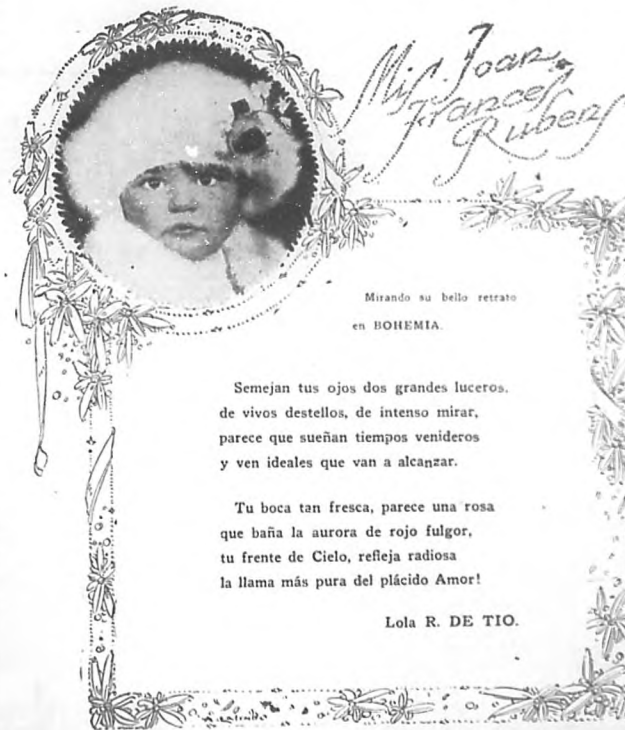 Mis. Joan
Frances
Rubens
Mirando su bello retrato
en BOHEMIA.
Semejan tus ojos dos grandes luceros,
de vivos destellos, de intenso mirar,
parece que sueñan tiempos venideros
y ven ideales que van a alcanzar.
Tu boca tan fresca, parece una rosa
que baña la aurora de rojo fulgor,
tu frente de Cielo, refleja radiosa
la llama más pura del plácido Amor!
Lola R. DE TIO.